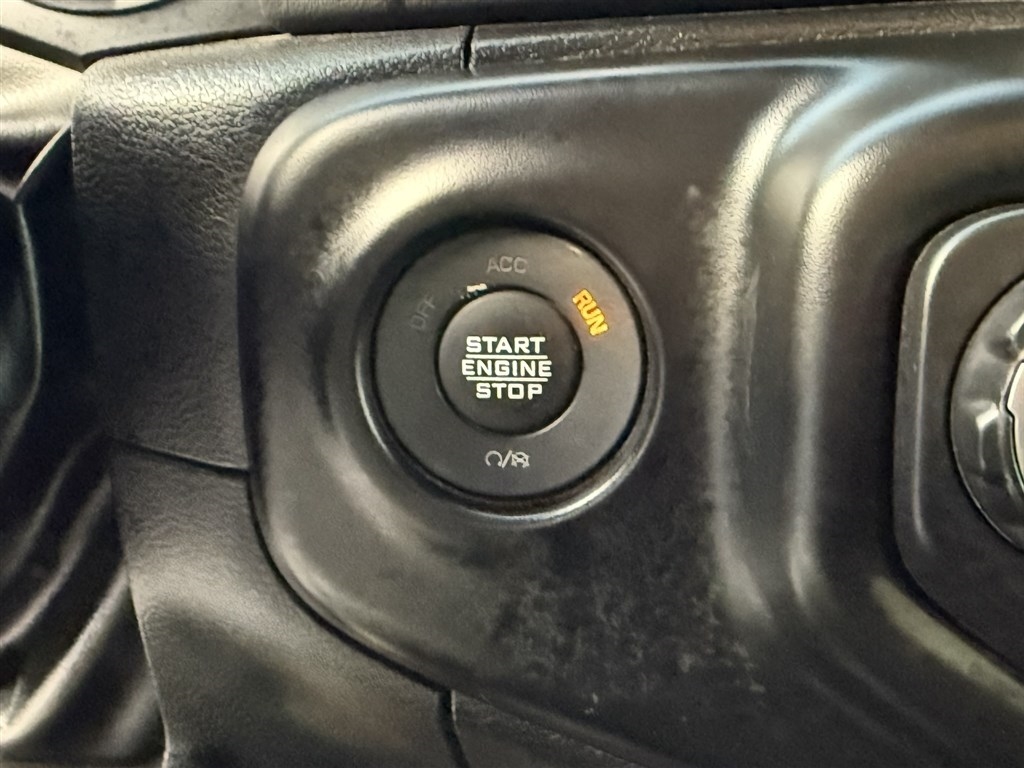 ACC
OFF
RUN
START
ENGINE
STOP